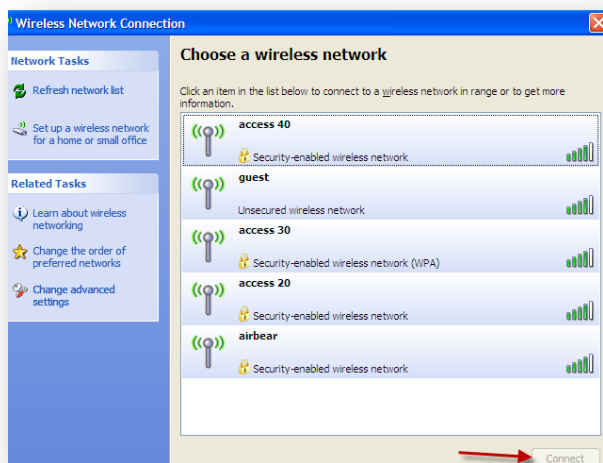 Wireless Network Connection
Network Tasks
Refresh network list
Set up a wireless network
for a home or small office
Related Tasks
Learn about wireless
networking
Change the order of
preferred networks
Change advanced
settings
Choose a wireless network
Click an item in the list below to connect to a wireless network in range or to get more
information.
access 40
Security-enabled wireless network
guest
Unsecured wireless network
access 30
Security-enabled wireless network (WPA)
access 20
Security-enabled wireless network
airbear
Security-enabled wireless network
Connect